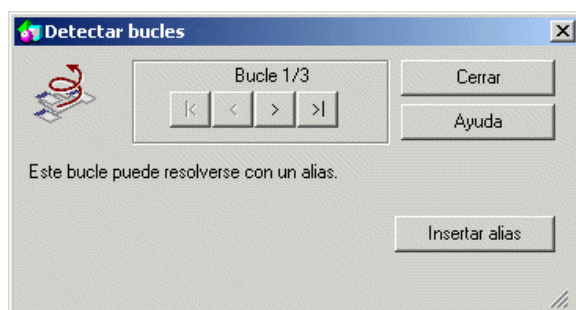 Detectar bucles
Bucle 1/3
Cerrar
Ayuda
Este bucle puede resolverse con un alias.
Insertar alias